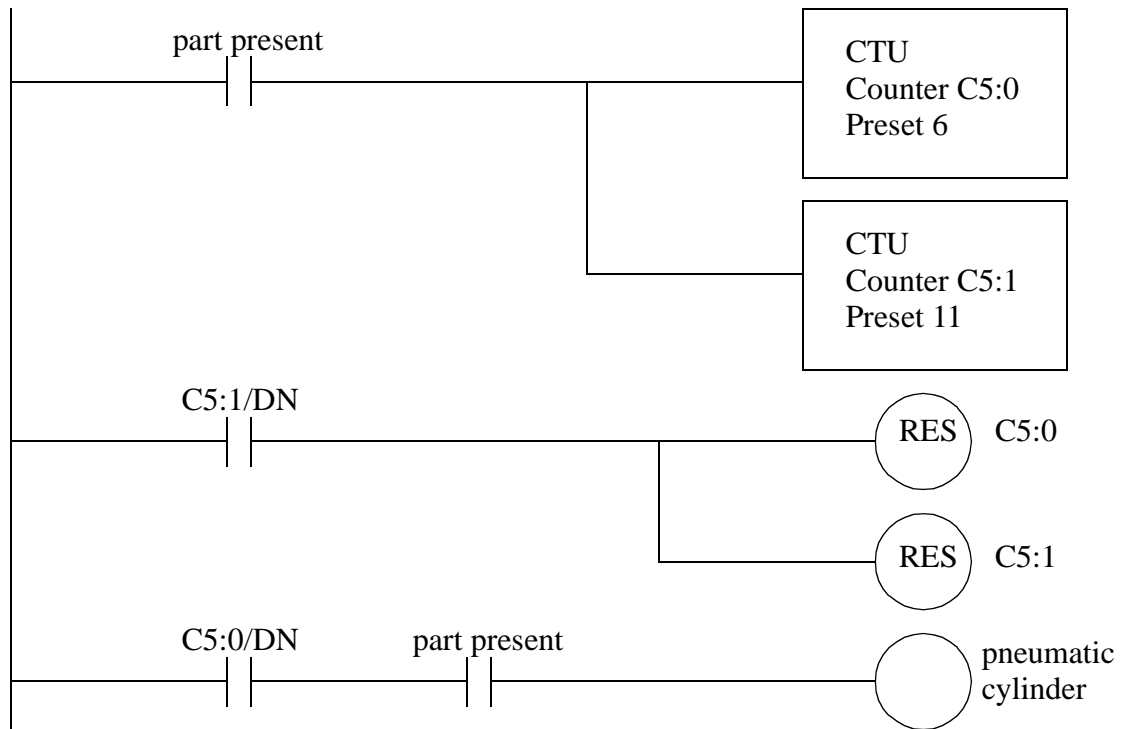 part present
CTU
Counter C5:0
Preset 6
CTU
Counter C5:1
Preset 11
C5:1/DN
RES C5:0
RES C5:1
C5:0/DN
part present
pneumatic
cylinder